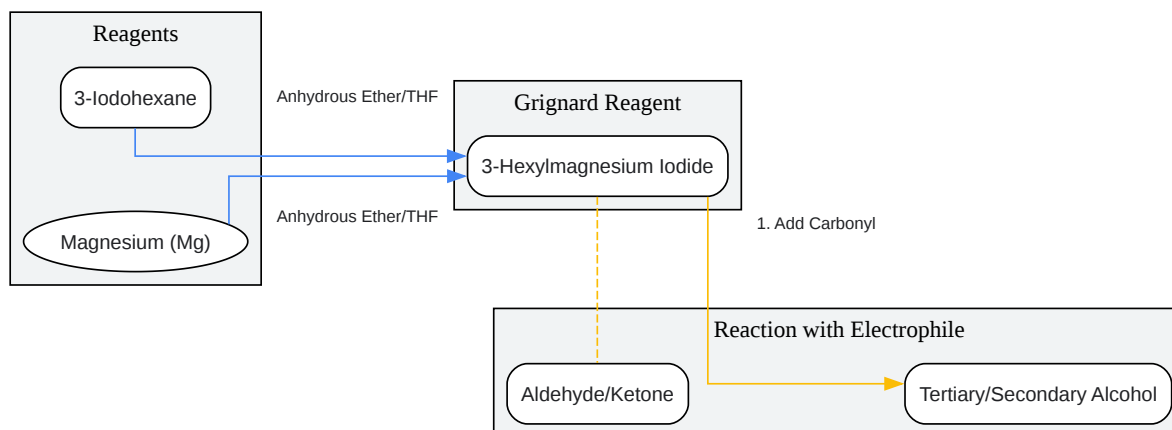 Reagents
3-Iodohexane
Magnesium (Mg)
Anhydrous Ether/THF
Anhydrous Ether/THF
Grignard Reagent
3-Hexylmagnesium Iodide
1. Add Carbonyl
Reaction with Electrophile
Aldehyde/Ketone
Tertiary/Secondary Alcohol